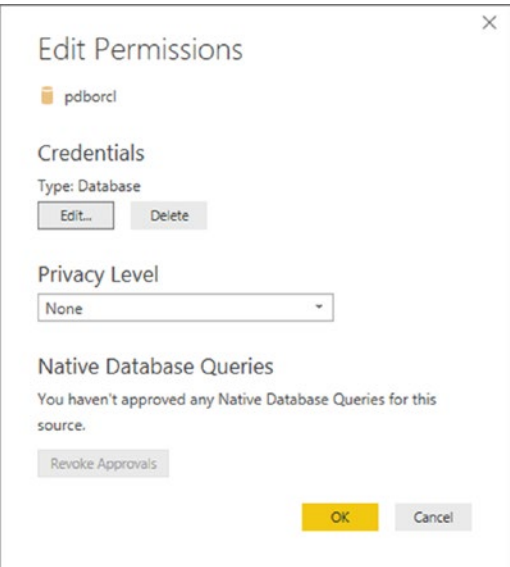 Edit Permissions
pdborcl
Credentials
Type: Database
Edit...
Delete
Privacy Level
None
Native Database Queries
You haven't approved any Native Database Queries for this
source.
Revoke Approvals
OK
Cancel